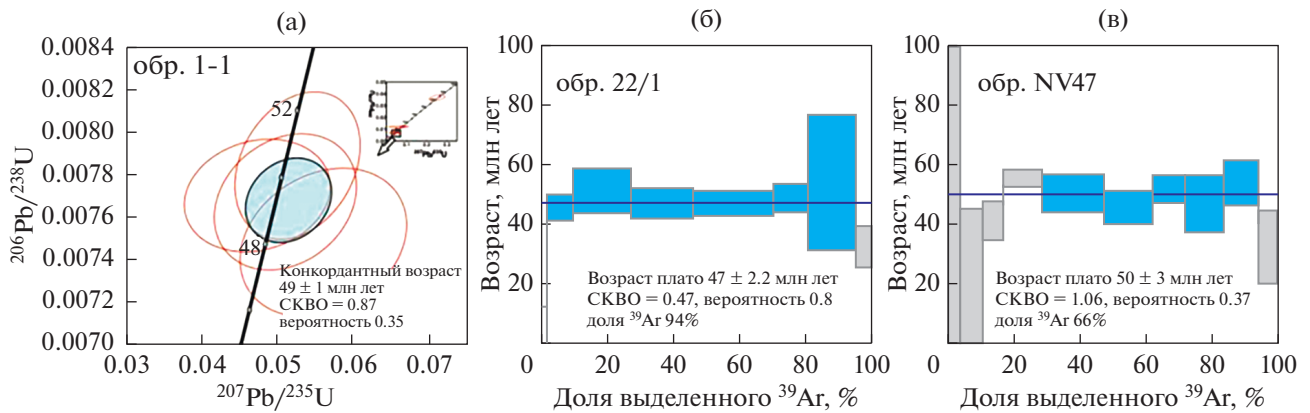 (а)
обр. 1-1
0.0084
0.0082
0.0080
0.0078
0.0076
0.0074
0.0072
0.0070
²⁰⁶Pb/²³⁸U
52
48
Конкордантный возраст
49 ± 1 млн лет
СКВО = 0.87
вероятность 0.35
0.03 0.04 0.05 0.06 0.07
²⁰⁷Pb/²³⁵U
(б)
обр. 22/1
100
80
60
40
20
Возраст, млн лет
Возраст плато 47 ± 2.2 млн лет
СКВО = 0.47, вероятность 0.8
доля ³⁹Ar 94%
0 20 40 60 80 100
Доля выделенного ³⁹Ar, %
(в)
обр. NV47
100
80
60
40
20
Возраст, млн лет
Возраст плато 50 ± 3 млн лет
СКВО = 1.06, вероятность 0.37
доля ³⁹Ar 66%
0 20 40 60 80 100
Доля выделенного ³⁹Ar, %